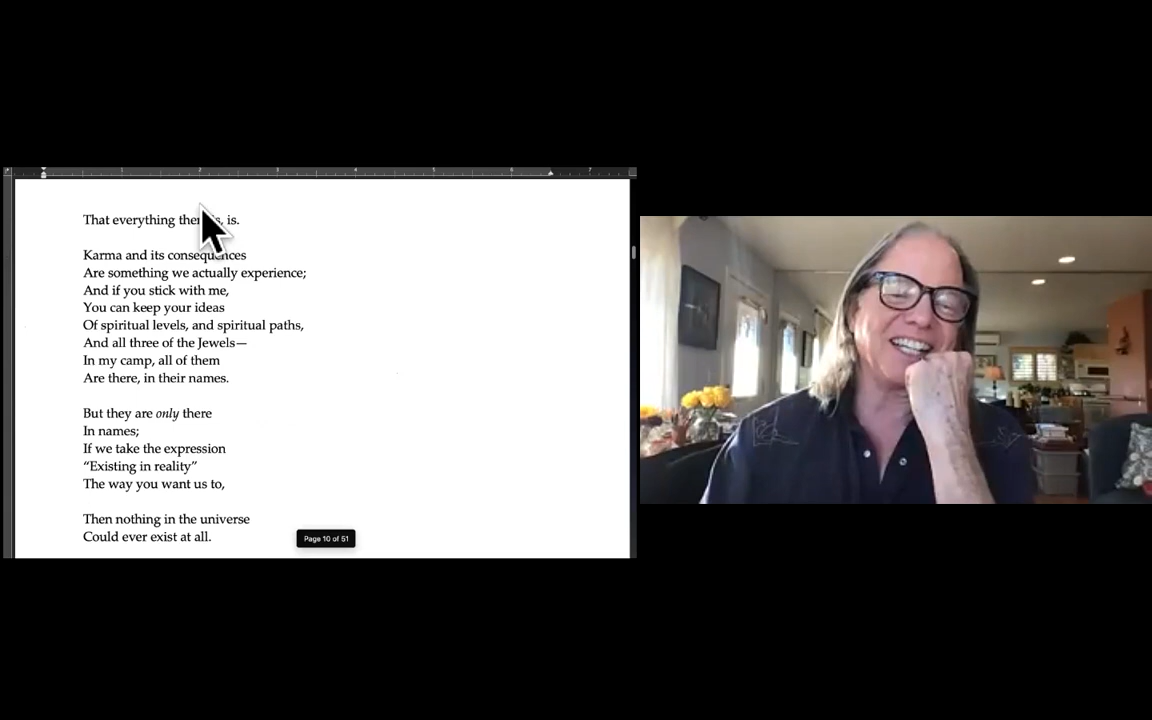 That everything there is, is.
Karma and its consequences
Are something we actually experience;
And if you stick with me,
You can keep your ideas
Of spiritual levels, and spiritual paths,
And all three of the Jewels—
In my camp, all of them
Are there, in their names.
But they are only there
In names;
If we take the expression
“Existing in reality”
The way you want us to,
Then nothing in the universe
Could ever exist at all.
Page 10 of 51